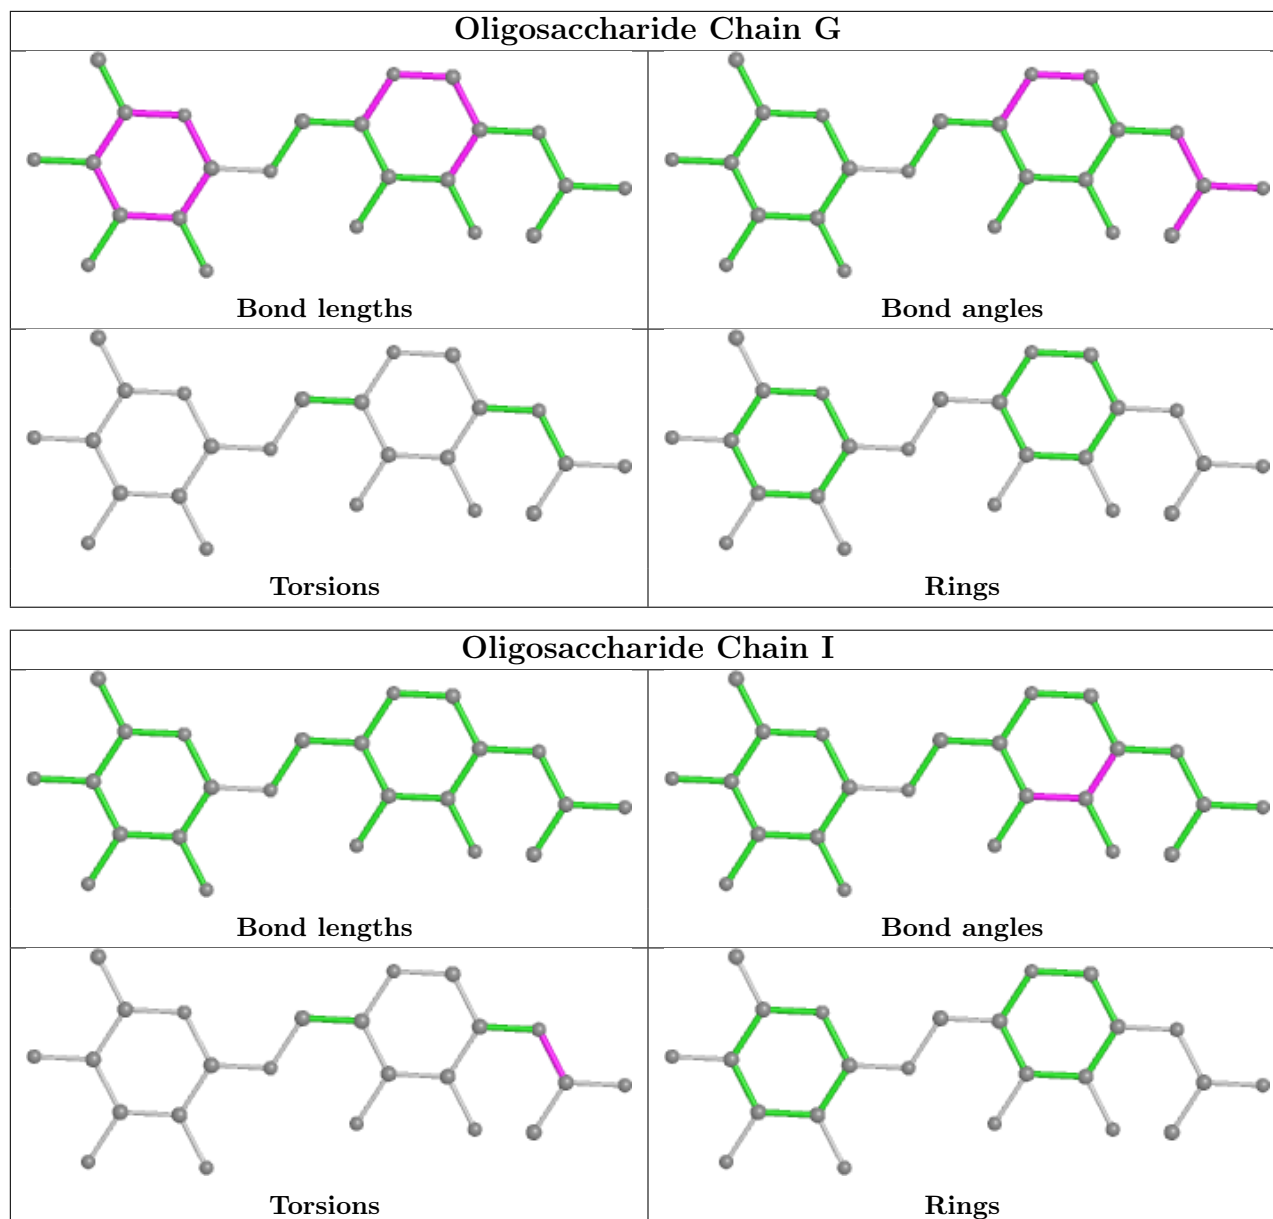 Oligosaccharide Chain G
Bond lengths
Bond angles
Torsions
Rings
Oligosaccharide Chain I
Bond lengths
Bond angles
Torsions
Rings